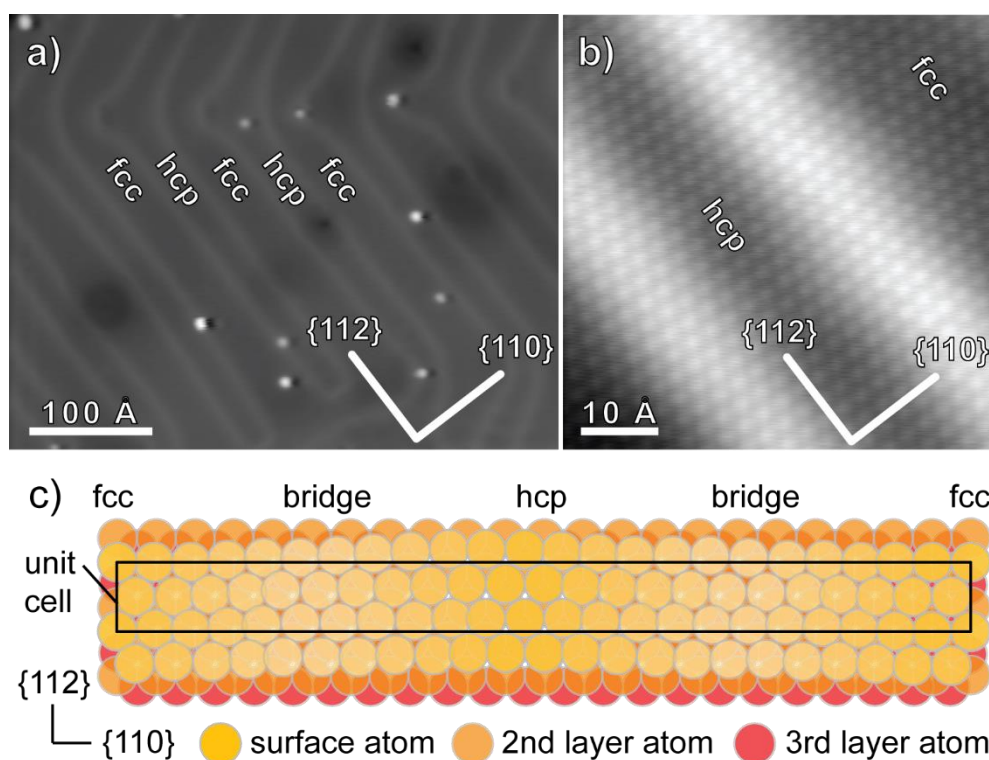 a)
fcc
hcp
fcc
hcp
fcc
{112}
{110}
100 Å
b)
fcc
hcp
{112}
{110}
10 Å
c)
fcc bridge hcp bridge fcc
unit
cell
{112}
{110}
surface atom 2nd layer atom 3rd layer atom